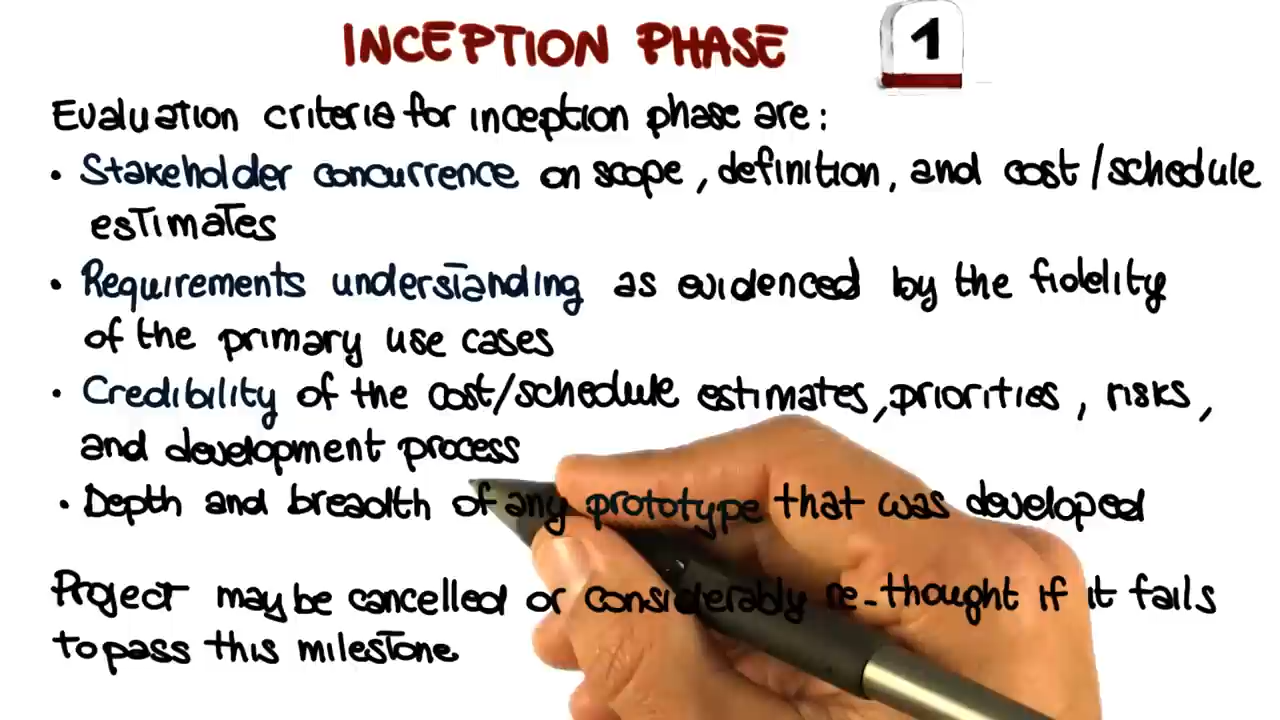 INCEPTION PHASE
1
Evaluation criteria for inception phase are:
• Stakeholder concurrence on scope, definition, and cost/schedule
estimates
• Requirements understanding as evidenced by the fidelity
of the primary use cases
• Credibility of the cost/schedule estimates, priorities, risks,
and development process
• Depth and breadth of any prototype that was developed
Project may be cancelled or considerably re-thought if it fails
to pass this milestone